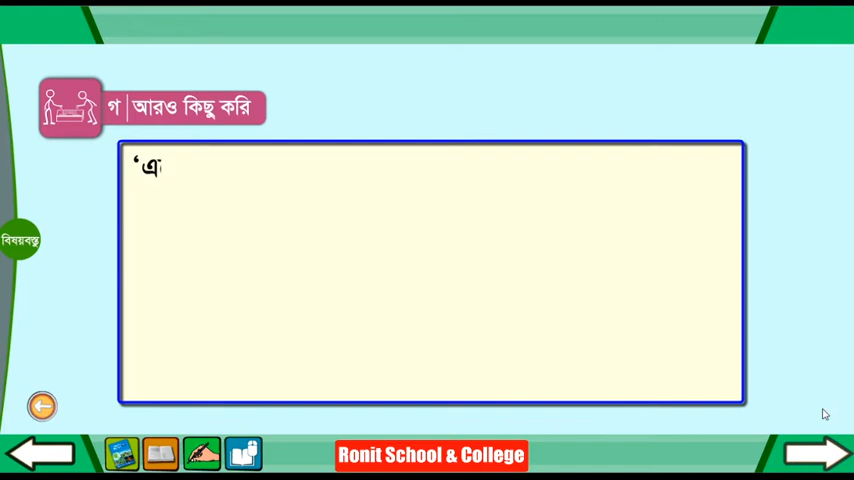 গ | আরও কিছু করি
বিষয়বস্তু
Ronit School & College